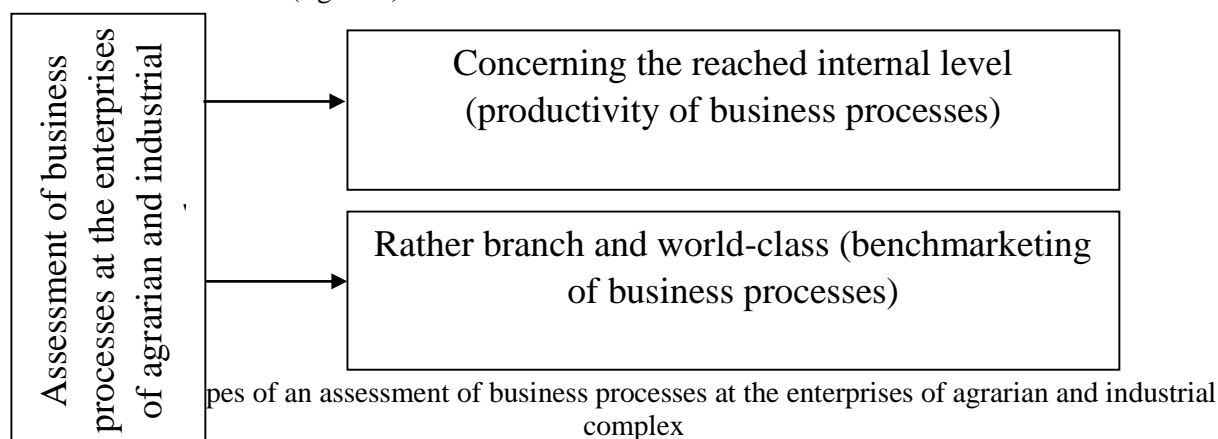 Assessment of business
processes at the enterprises
of agrarian and industrial
Concerning the reached internal level
(productivity of business processes)
Rather branch and world-class (benchmarketing
of business processes)
pes of an assessment of business processes at the enterprises of agrarian and industrial
complex